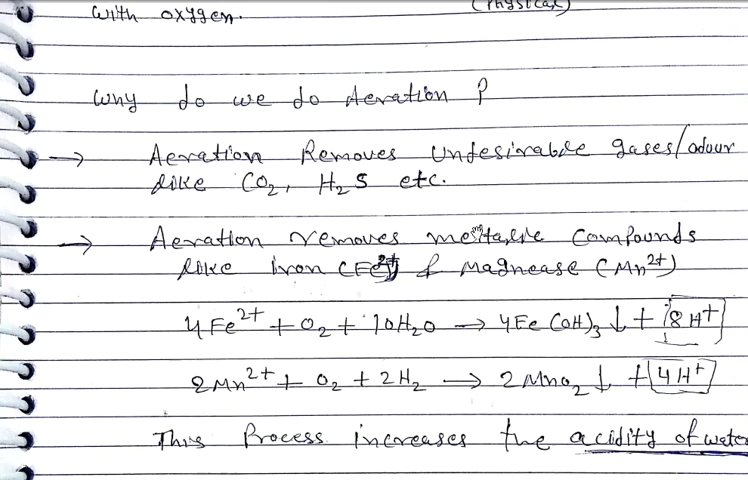 with oxygen. (Physical)
Why do we do Aeration ?
→ Aeration Removes Undesirable gases/odour
like CO₂, H₂S etc.
→ Aeration removes metallic compounds
like iron (Fe²⁺) & Magnease (Mn²⁺)
4Fe²⁺ + O₂ + 10H₂O → 4Fe(OH)₃ ↓ + 8H⁺
2Mn²⁺ + O₂ + 2H₂ → 2MnO₂ ↓ + 4H⁺
This Process increases the acidity of water